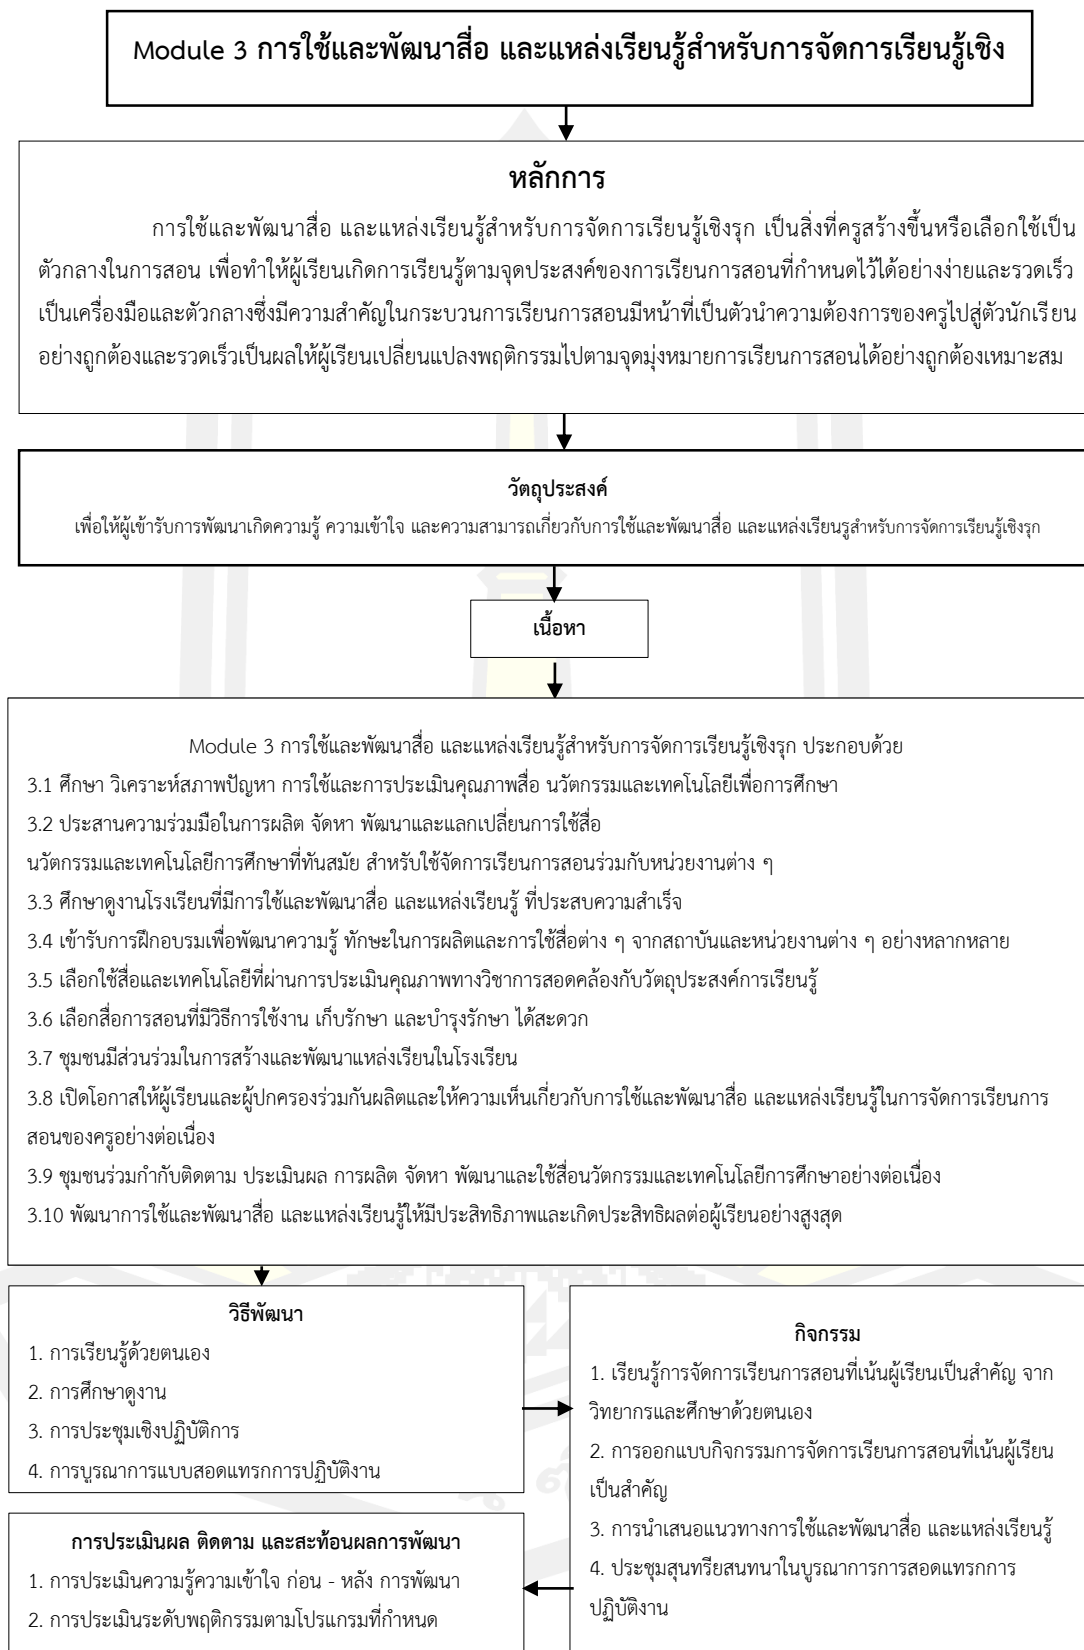 Module 3 การใช้และพัฒนาสื่อ และแหล่งเรียนรู้สำหรับการจัดการเรียนรู้เชิง
หลักการ
การใช้และพัฒนาสื่อ และแหล่งเรียนรู้สำหรับการจัดการเรียนรู้เชิงรุก เป็นสิ่งที่ครูสร้างขึ้นหรือเลือกใช้เป็น
ตัวกลางในการสอน เพื่อทำให้ผู้เรียนเกิดการเรียนรู้ตามจุดประสงค์ของการเรียนการสอนที่กำหนดไว้ได้อย่างง่ายและรวดเร็ว
เป็นเครื่องมือและตัวกลางซึ่งมีความสำคัญในกระบวนการเรียนการสอนมีหน้าที่เป็นตัวนำความต้องการของครูไปสู่ตัวนักเรียน
อย่างถูกต้องและรวดเร็วเป็นผลให้ผู้เรียนเปลี่ยนแปลงพฤติกรรมไปตามจุดมุ่งหมายการเรียนการสอนได้อย่างถูกต้องเหมาะสม
วัตถุประสงค์
เพื่อให้ผู้เข้ารับการพัฒนาเกิดความรู้ ความเข้าใจ และความสามารถเกี่ยวกับการใช้และพัฒนาสื่อ และแหล่งเรียนรูสำหรับการจัดการเรียนรู้เชิงรุก
เนื้อหา
Module 3 การใช้และพัฒนาสื่อ และแหล่งเรียนรู้สำหรับการจัดการเรียนรู้เชิงรุก ประกอบด้วย
3.1 ศึกษา วิเคราะห์สภาพปัญหา การใช้และการประเมินคุณภาพสื่อ นวัตกรรมและเทคโนโลยีเพื่อการศึกษา
3.2 ประสานความร่วมมือในการผลิต จัดหา พัฒนาและแลกเปลี่ยนการใช้สื่อ
นวัตกรรมและเทคโนโลยีการศึกษาที่ทันสมัย สำหรับใช้จัดการเรียนการสอนร่วมกับหน่วยงานต่าง ๆ
3.3 ศึกษาดูงานโรงเรียนที่มีการใช้และพัฒนาสื่อ และแหล่งเรียนรู้ ที่ประสบความสำเร็จ
3.4 เข้ารับการฝึกอบรมเพื่อพัฒนาความรู้ ทักษะในการผลิตและการใช้สื่อต่าง ๆ จากสถาบันและหน่วยงานต่าง ๆ อย่างหลากหลาย
3.5 เลือกใช้สื่อและเทคโนโลยีที่ผ่านการประเมินคุณภาพทางวิชาการสอดคล้องกับวัตถุประสงค์การเรียนรู้
3.6 เลือกสื่อการสอนที่มีวิธีการใช้งาน เก็บรักษา และบำรุงรักษา ได้สะดวก
3.7 ชุมชนมีส่วนร่วมในการสร้างและพัฒนาแหล่งเรียนในโรงเรียน
3.8 เปิดโอกาสให้ผู้เรียนและผู้ปกครองร่วมกันผลิตและให้ความเห็นเกี่ยวกับการใช้และพัฒนาสื่อ และแหล่งเรียนรู้ในการจัดการเรียนการ
สอนของครูอย่างต่อเนื่อง
3.9 ชุมชนร่วมกำกับติดตาม ประเมินผล การผลิต จัดหา พัฒนาและใช้สื่อนวัตกรรมและเทคโนโลยีการศึกษาอย่างต่อเนื่อง
3.10 พัฒนาการใช้และพัฒนาสื่อ และแหล่งเรียนรู้ให้มีประสิทธิภาพและเกิดประสิทธิผลต่อผู้เรียนอย่างสูงสุด
วิธีพัฒนา
1. การเรียนรู้ด้วยตนเอง
2. การศึกษาดูงาน
3. การประชุมเชิงปฏิบัติการ
4. การบูรณาการแบบสอดแทรกการปฏิบัติงาน
กิจกรรม
1. เรียนรู้การจัดการเรียนการสอนที่เน้นผู้เรียนเป็นสำคัญ จาก
วิทยากรและศึกษาด้วยตนเอง
2. การออกแบบกิจกรรมการจัดการเรียนการสอนที่เน้นผู้เรียน
เป็นสำคัญ
3. การนำเสนอแนวทางการใช้และพัฒนาสื่อ และแหล่งเรียนรู้
4. ประชุมสุนทรียสนทนาในบูรณาการการสอดแทรกการ
ปฏิบัติงาน
การประเมินผล ติดตาม และสะท้อนผลการพัฒนา
1. การประเมินความรู้ความเข้าใจ ก่อน - หลัง การพัฒนา
2. การประเมินระดับพฤติกรรมตามโปรแกรมที่กำหนด